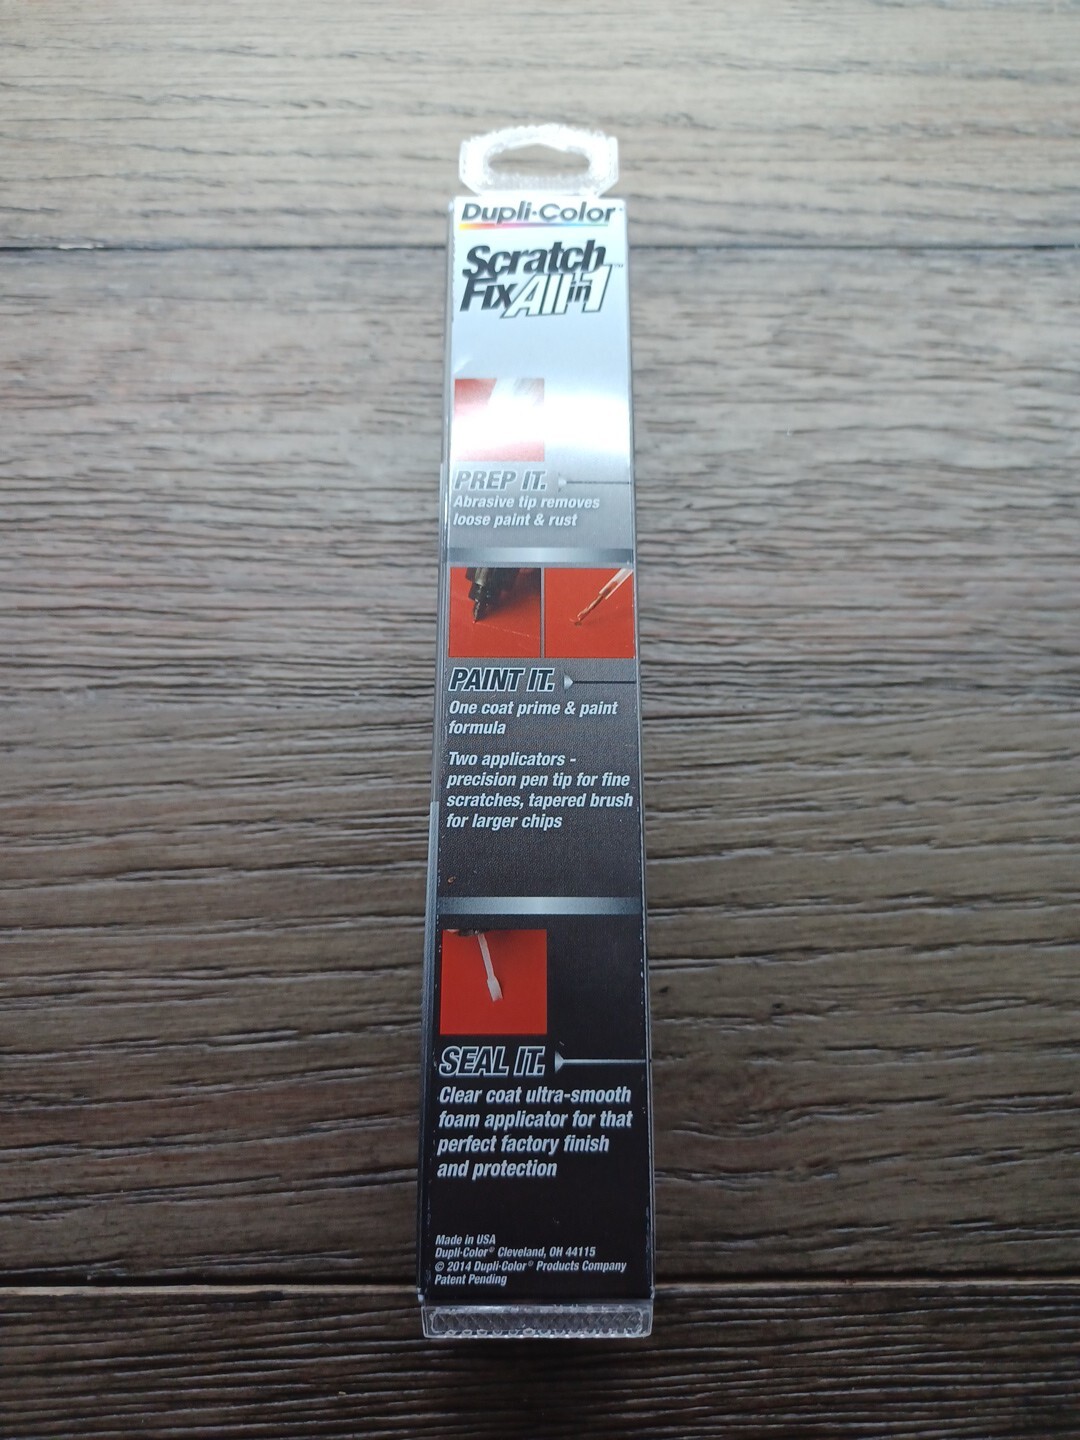 Dupli-Color™
Scratch
Fix All in 1™
PREP IT.
Abrasive tip removes
loose paint & rust
PAINT IT.
One coat prime & paint
formula
Two applicators -
precision pen tip for fine
scratches, tapered brush
for larger chips
SEAL IT.
Clear coat ultra-smooth
foam applicator for that
perfect factory finish
and protection
Made in USA
Dupli-Color® Cleveland, OH 44115
© 2014 Dupli-Color® Products Company
Patent Pending